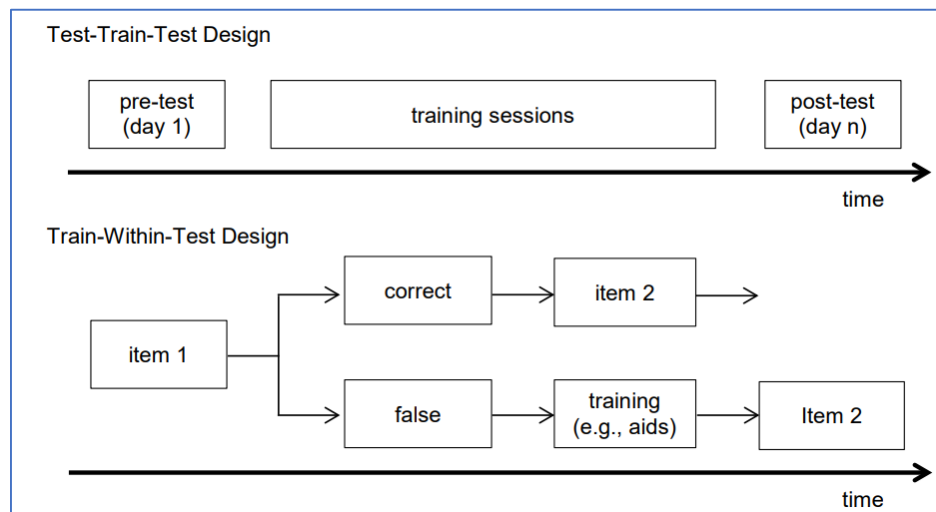 Test-Train-Test Design
pre-test
(day 1)
training sessions
post-test
(day n)
time
Train-Within-Test Design
correct
item 2
item 1
false
training
(e.g., aids)
Item 2
time